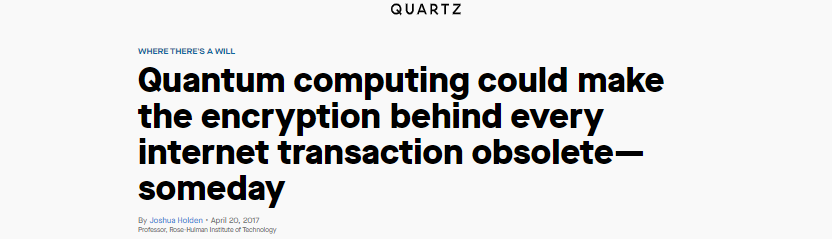 QUARTZ
WHERE THERE'S A WILL
Quantum computing could make
the encryption behind every
internet transaction obsolete—
someday
By Joshua Holden • April 20, 2017
Professor, Rose-Hulman Institute of Technology